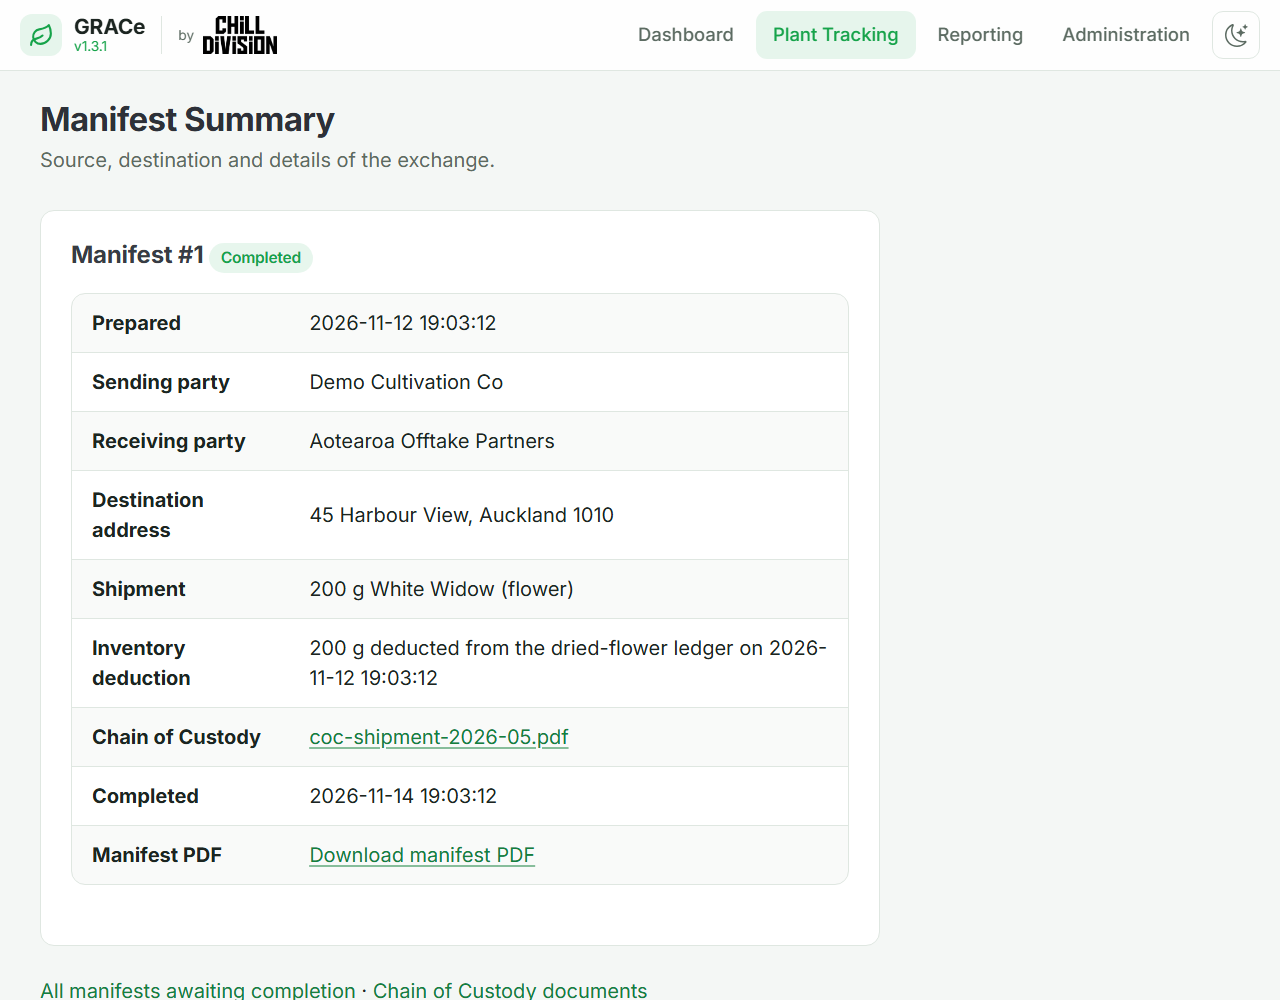 GRACe
v1.3.1
by
CHiLL
DiViSiON
Dashboard
Plant Tracking
Reporting
Administration
Manifest Summary
Source, destination and details of the exchange.
Manifest #1
Completed
Prepared
2026-11-12 19:03:12
Sending party
Demo Cultivation Co
Receiving party
Aotearoa Offtake Partners
Destination
address
45 Harbour View, Auckland 1010
Shipment
200 g White Widow (flower)
Inventory
deduction
200 g deducted from the dried-flower ledger on 2026-
11-12 19:03:12
Chain of Custody
coc-shipment-2026-05.pdf
Completed
2026-11-14 19:03:12
Manifest PDF
Download manifest PDF
All manifests awaiting completion · Chain of Custody documents